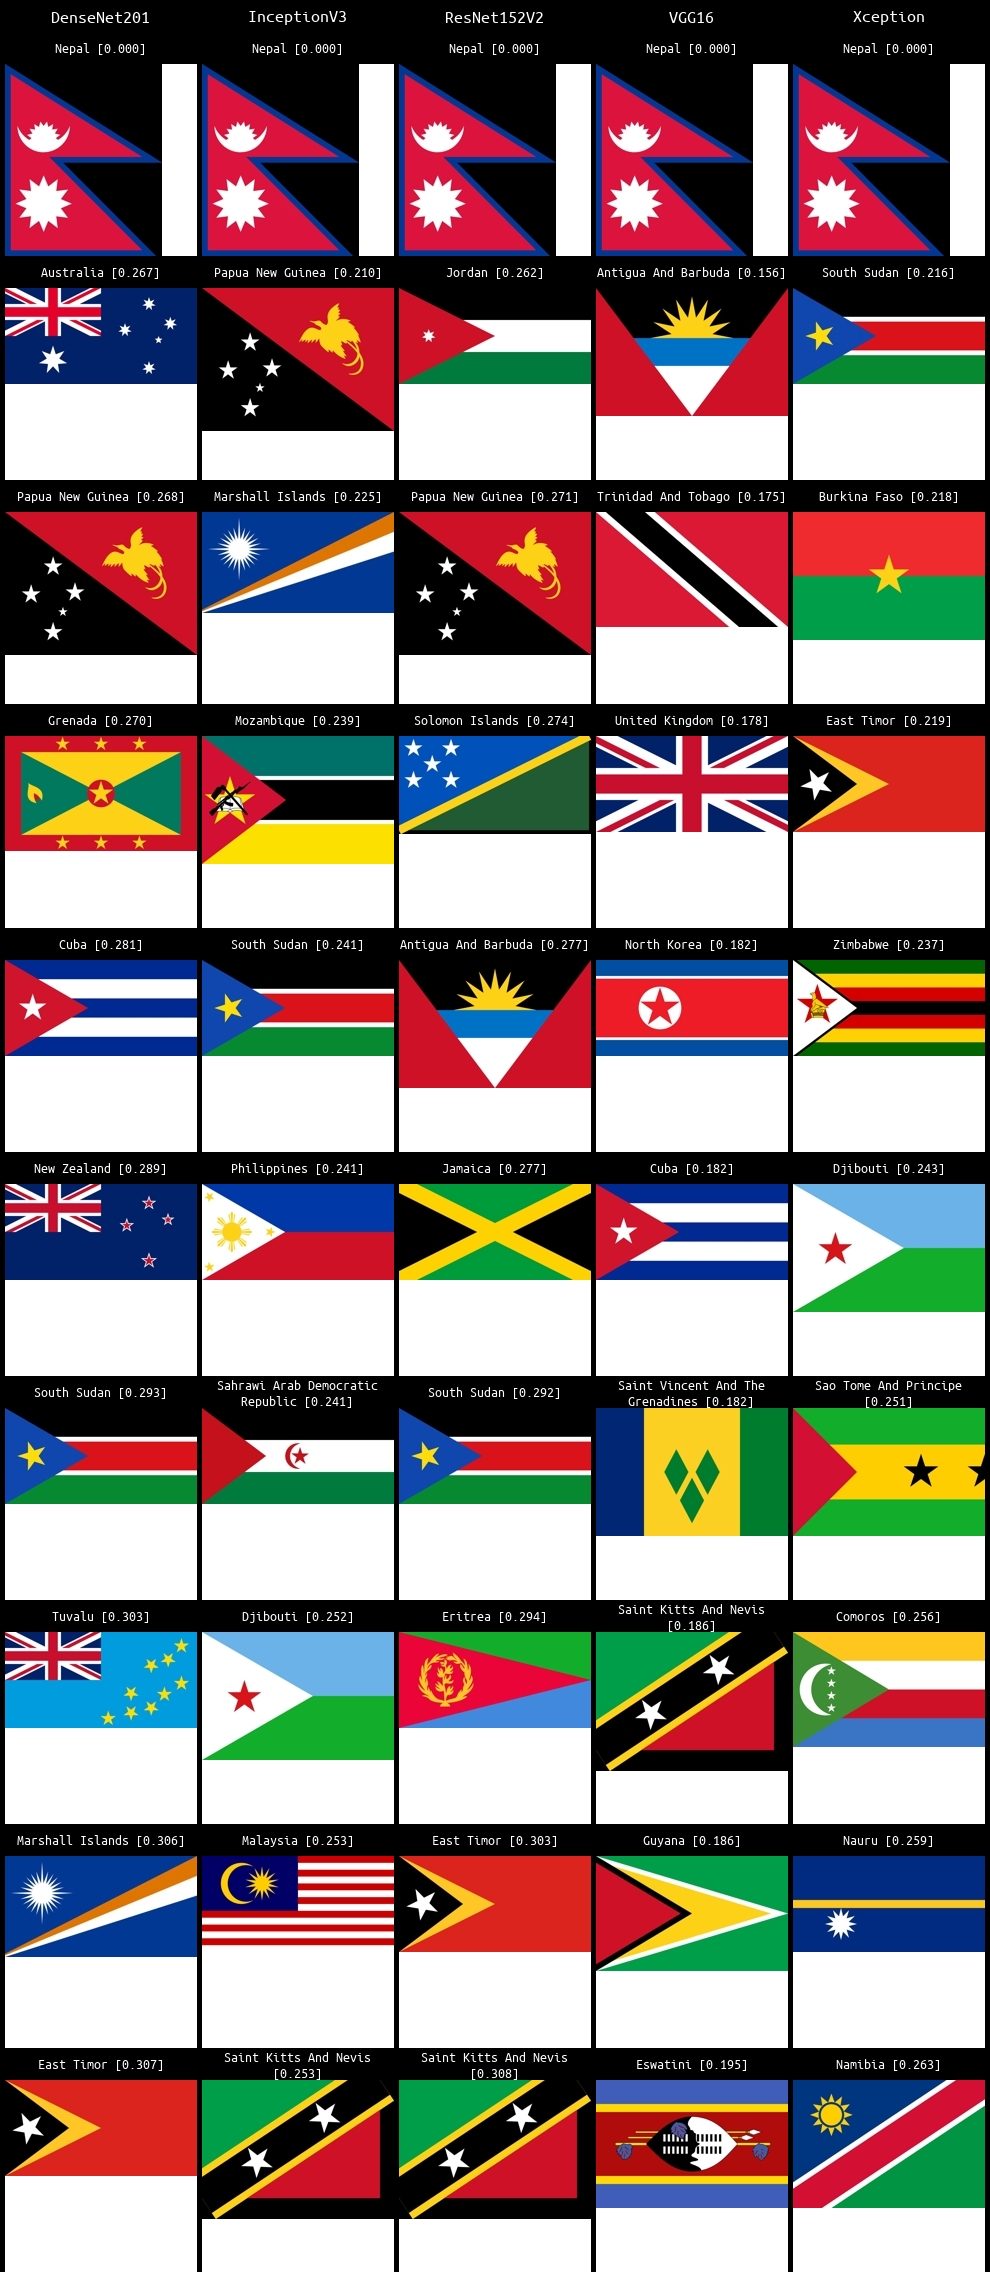 DenseNet201 InceptionV3 ResNet152V2 VGG16 Xception
Nepal [0.000] Nepal [0.000] Nepal [0.000] Nepal [0.000] Nepal [0.000]
Australia [0.267] Papua New Guinea [0.210] Jordan [0.262] Antigua And Barbuda [0.156] South Sudan [0.216]
Papua New Guinea [0.268] Marshall Islands [0.225] Papua New Guinea [0.271] Trinidad And Tobago [0.175] Burkina Faso [0.218]
Grenada [0.270] Mozambique [0.239] Solomon Islands [0.274] United Kingdom [0.178] East Timor [0.219]
Cuba [0.281] South Sudan [0.241] Antigua And Barbuda [0.277] North Korea [0.182] Zimbabwe [0.237]
New Zealand [0.289] Philippines [0.241] Jamaica [0.277] Cuba [0.182] Djibouti [0.243]
South Sudan [0.293] Sahrawi Arab Democratic
Republic [0.241] South Sudan [0.292] Saint Vincent And The
Grenadines [0.182] Sao Tome And Principe
[0.251]
Tuvalu [0.303] Djibouti [0.252] Eritrea [0.294] Saint Kitts And Nevis
[0.186] Comoros [0.256]
Marshall Islands [0.306] Malaysia [0.253] East Timor [0.303] Guyana [0.186] Nauru [0.259]
East Timor [0.307] Saint Kitts And Nevis
[0.253] Saint Kitts And Nevis
[0.308] Eswatini [0.195] Namibia [0.263]